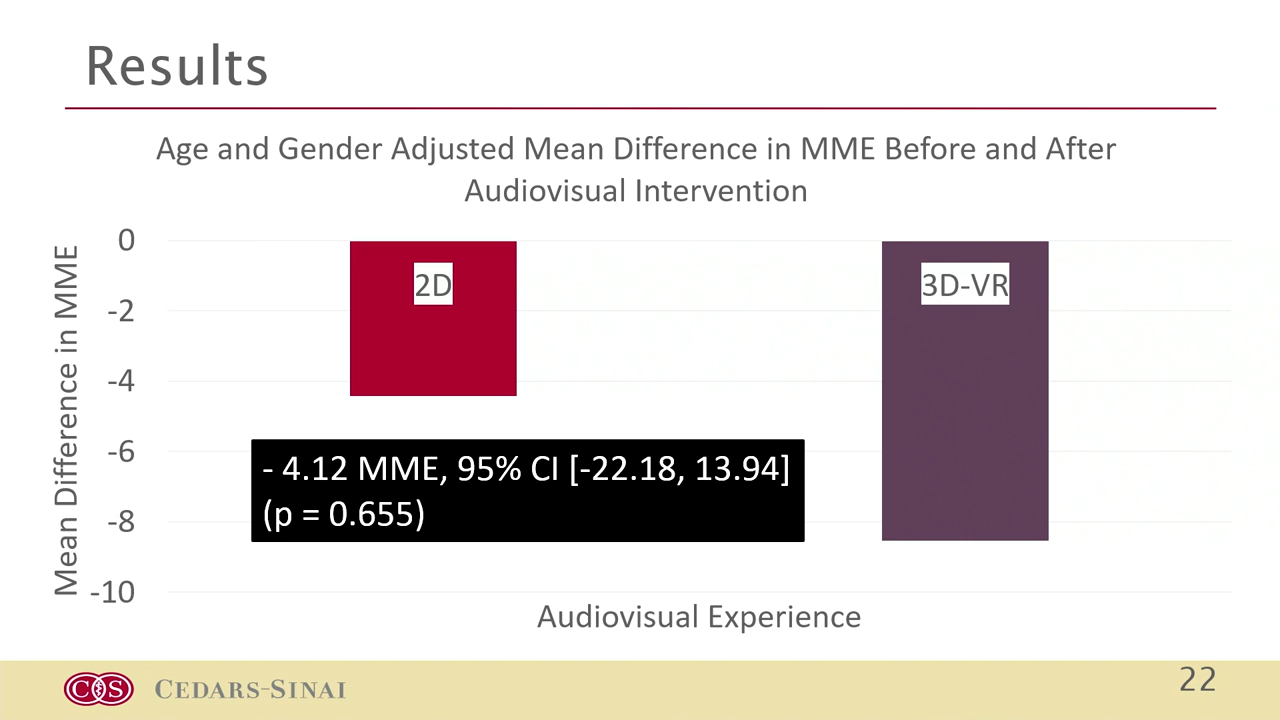 Results
Age and Gender Adjusted Mean Difference in MME Before and After
Audiovisual Intervention
Mean Difference in MME
0
-2
-4
-6
-8
-10
2D
3D-VR
- 4.12 MME, 95% CI [-22.18, 13.94]
(p = 0.655)
Audiovisual Experience
CEDARS-SINAI
22